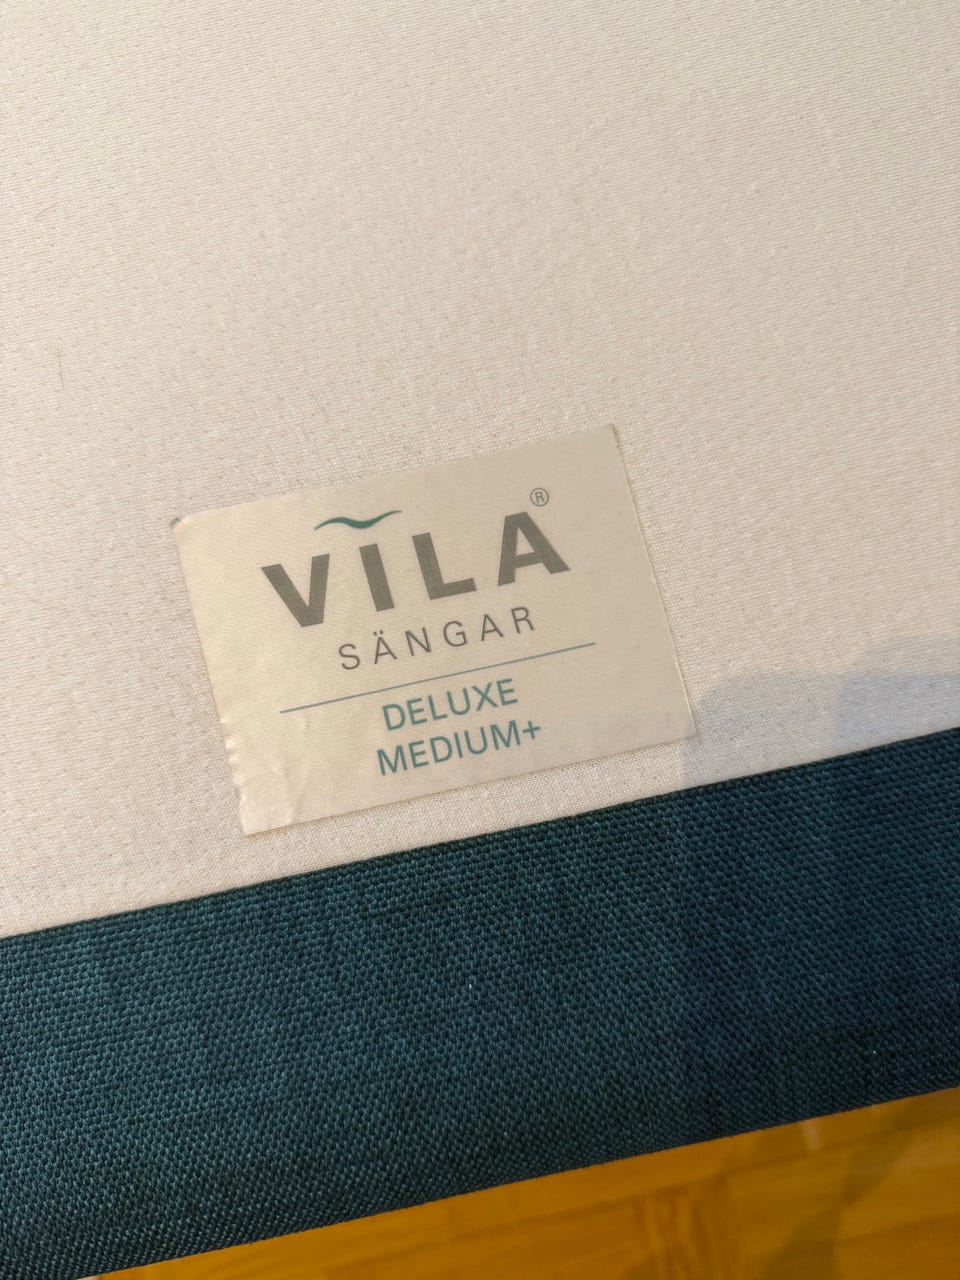 VILA®
SÄNGAR
DELUXE
MEDIUM+